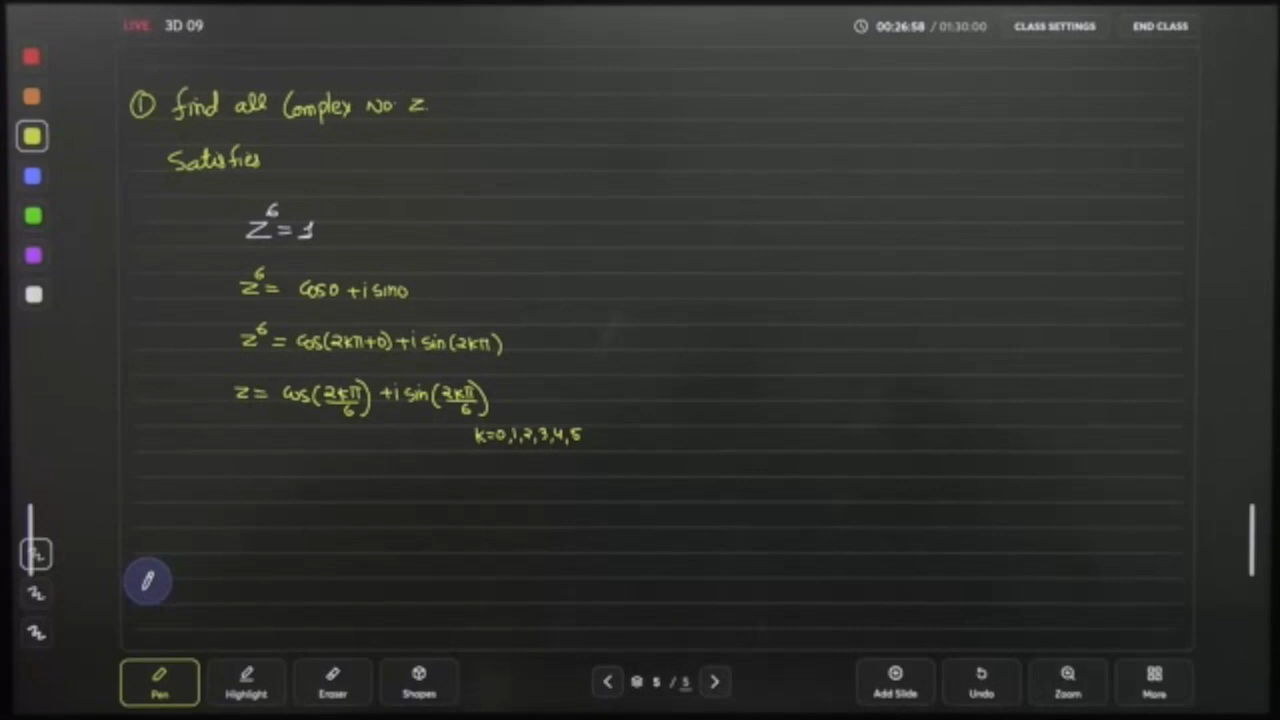 LIVE 3D 09 00:26:58 / 01:30:00 CLASS SETTINGS END CLASS
① find all Complex No. Z.
Satisfies
Z⁶ = 1
Z⁶ = cos0 + i sin0
Z⁶ = cos(2kπ+0) + i sin(2kπ)
Z = cos(2kπ/6) + i sin(2kπ/6)
k=0,1,2,3,4,5
Pen Highlight Eraser Shapes 5 / 5 Add Slide Undo Zoom More